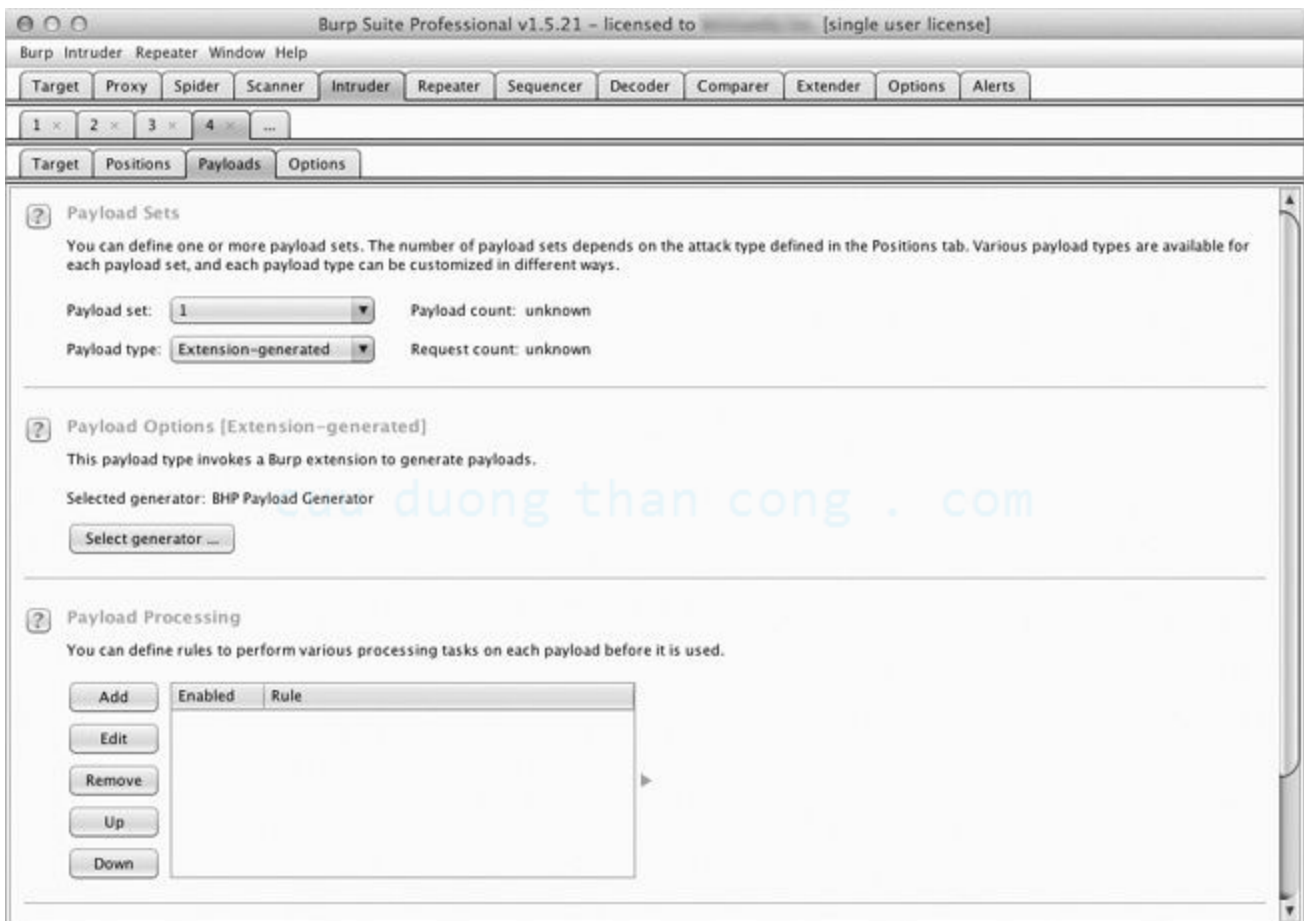 Burp Suite Professional v1.5.21 – licensed to [single user license]
Burp Intruder Repeater Window Help
Target Proxy Spider Scanner Intruder Repeater Sequencer Decoder Comparer Extender Options Alerts
1 × 2 × 3 × 4 × ...
Target Positions Payloads Options
? Payload Sets
You can define one or more payload sets. The number of payload sets depends on the attack type defined in the Positions tab. Various payload types are available for
each payload set, and each payload type can be customized in different ways.
Payload set: 1 Payload count: unknown
Payload type: Extension-generated Request count: unknown
? Payload Options [Extension-generated]
This payload type invokes a Burp extension to generate payloads.
Selected generator: BHP Payload Generator
cuu duong than cong . com
Select generator ...
? Payload Processing
You can define rules to perform various processing tasks on each payload before it is used.
Add Enabled Rule
Edit
Remove
Up
Down